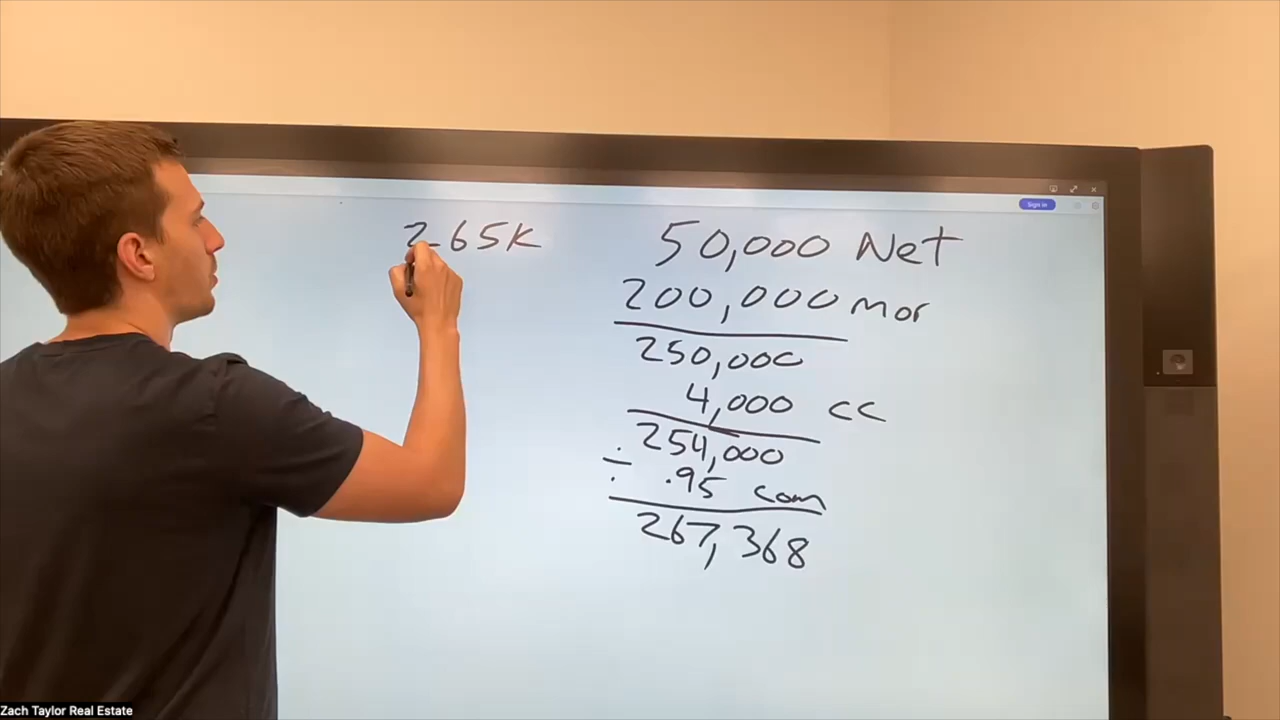 Sign in
265K
50,000 Net
200,000 mor
250,000
4,000 cc
254,000
÷ .95 com
267,368
Zach Taylor Real Estate